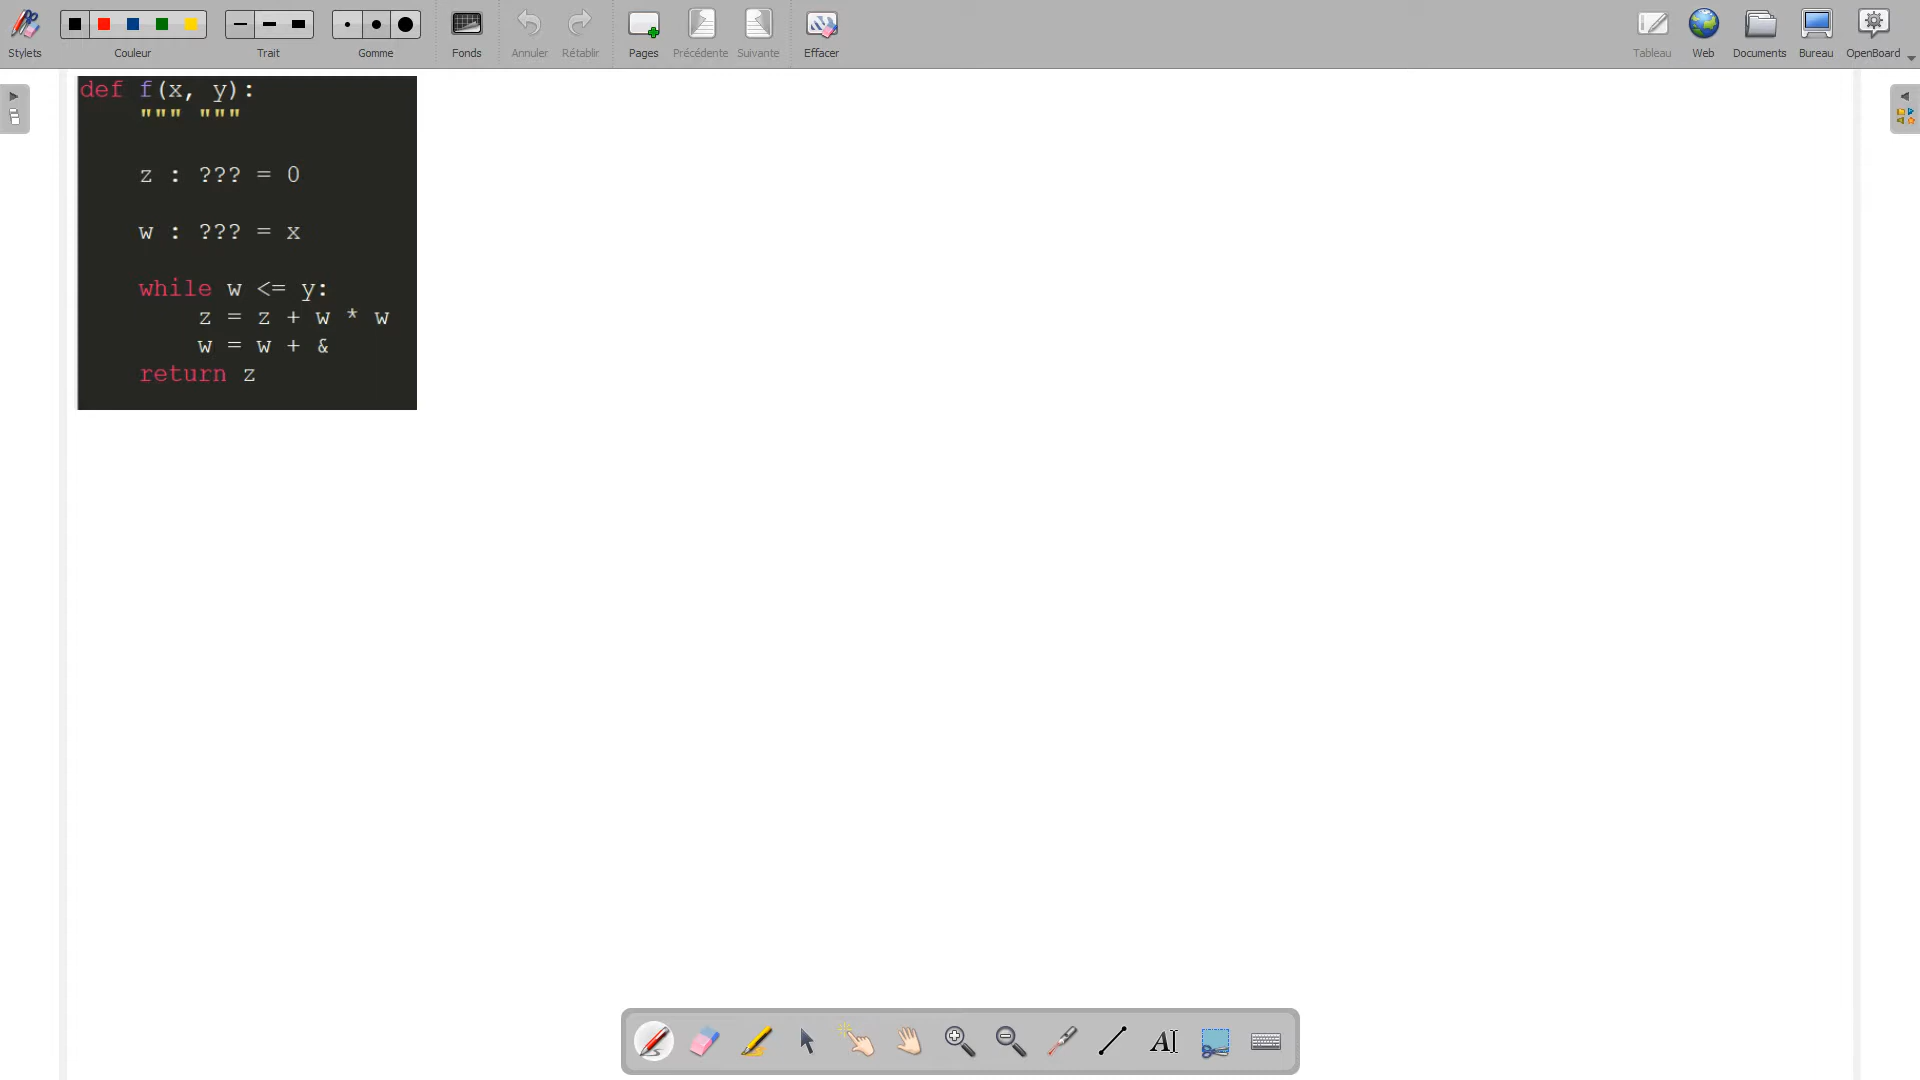 Stylets
Couleur
Trait
Gomme
Fonds
Annuler
Rétablir
Pages
Précédente
Suivante
Effacer
Tableau
Web
Documents
Bureau
OpenBoard
def f(x, y):
""" """
z : ??? = 0
w : ??? = x
while w <= y:
z = z + w * w
w = w + &
return z